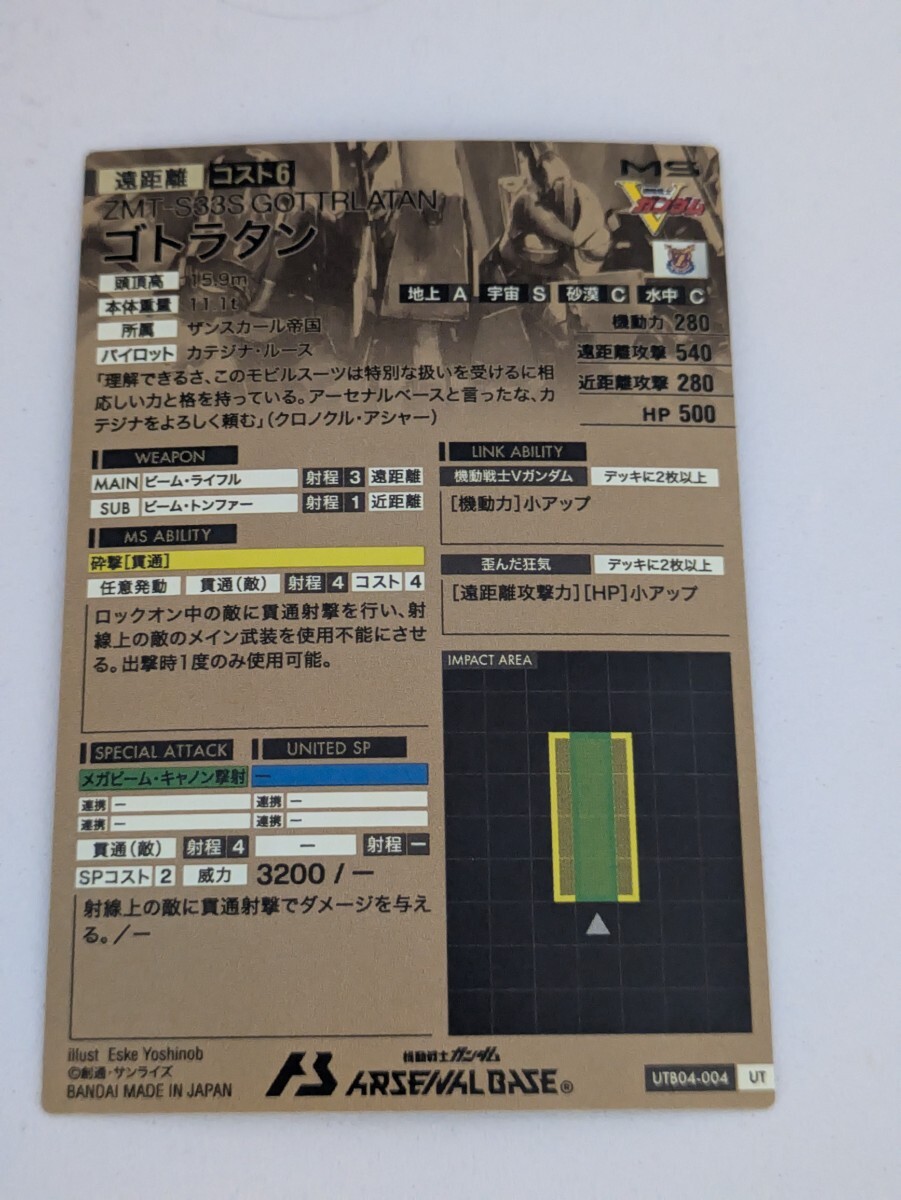 遠距離 コスト6
MS
ZMT-S33S GOTTRLATAN
ゴトラタン
ガンダム
頭頂高 15.9m
本体重量 11.1t
所属 ザンスカール帝国
パイロット カテジナ・ルース
地上 A 宇宙 S 砂漠 C 水中 C
機動力 280
遠距離攻撃 540
近距離攻撃 280
HP 500
「理解できるさ、このモビルスーツは特別な扱いを受けるに相
応しい力と格を持っている。アーセナルベースと言ったな、カ
テジナをよろしく頼む」(クロノクル・アシャー)
WEAPON
MAIN ビーム・ライフル 射程 3 遠距離
SUB ビーム・トンファー 射程 1 近距離
MS ABILITY
砕撃[貫通]
任意発動 貫通(敵) 射程 4 コスト 4
ロックオン中の敵に貫通射撃を行い、射
線上の敵のメイン武装を使用不能にさせ
る。出撃時1度のみ使用可能。
LINK ABILITY
機動戦士Vガンダム デッキに2枚以上
[機動力]小アップ
歪んだ狂気 デッキに2枚以上
[遠距離攻撃力][HP]小アップ
IMPACT AREA
SPECIAL ATTACK UNITED SP
メガビーム・キャノン撃射 ー
連携 ー 連携 ー
連携 ー 連携 ー
貫通(敵) 射程 4 ー 射程 ー
SPコスト 2 威力 3200 / ー
射線上の敵に貫通射撃でダメージを与え
る。/ー
illust Eske Yoshinob
©創通・サンライズ
BANDAI MADE IN JAPAN
機動戦士ガンダム
ARSENAL BASE®
UTB04-004 UT